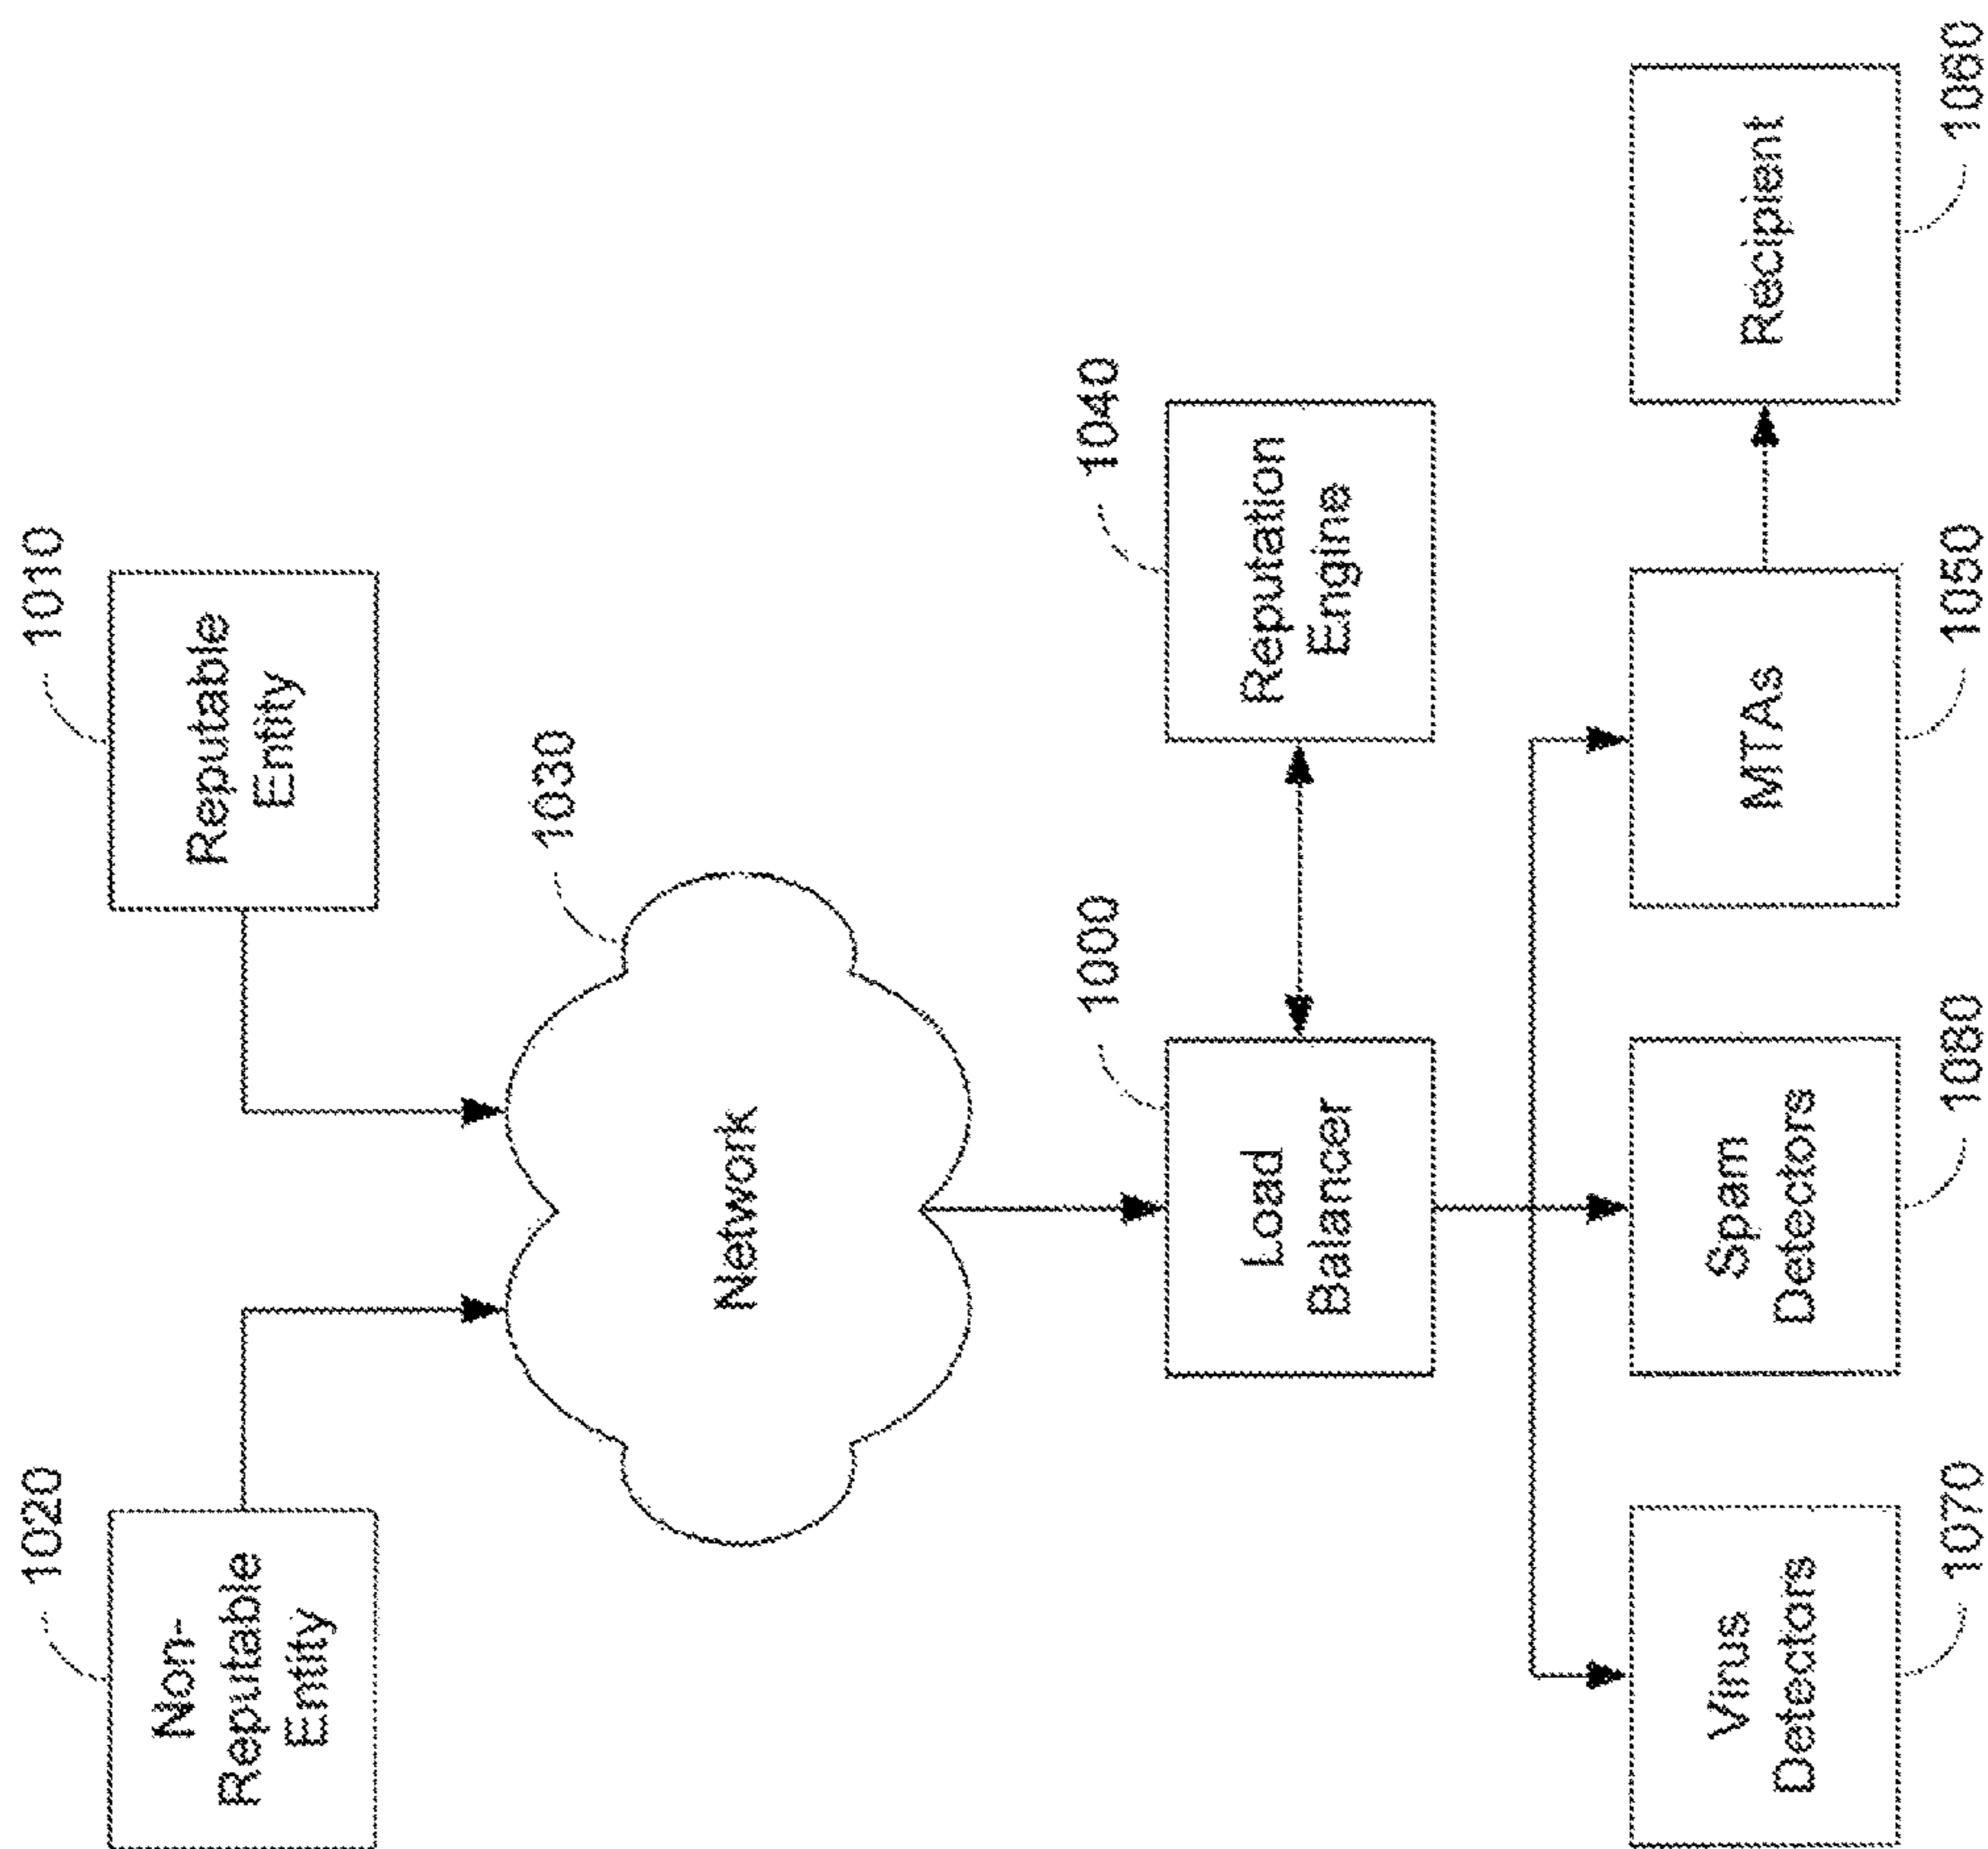 1020
Non-
Reputable
Entity
1010
Reputable
Entity
1030
Network
1000
Load
Balancer
1040
Reputation
Engine
Virus
Detectors
1070
Spam
Detectors
1080
MTAs
1050
Recipient
1060